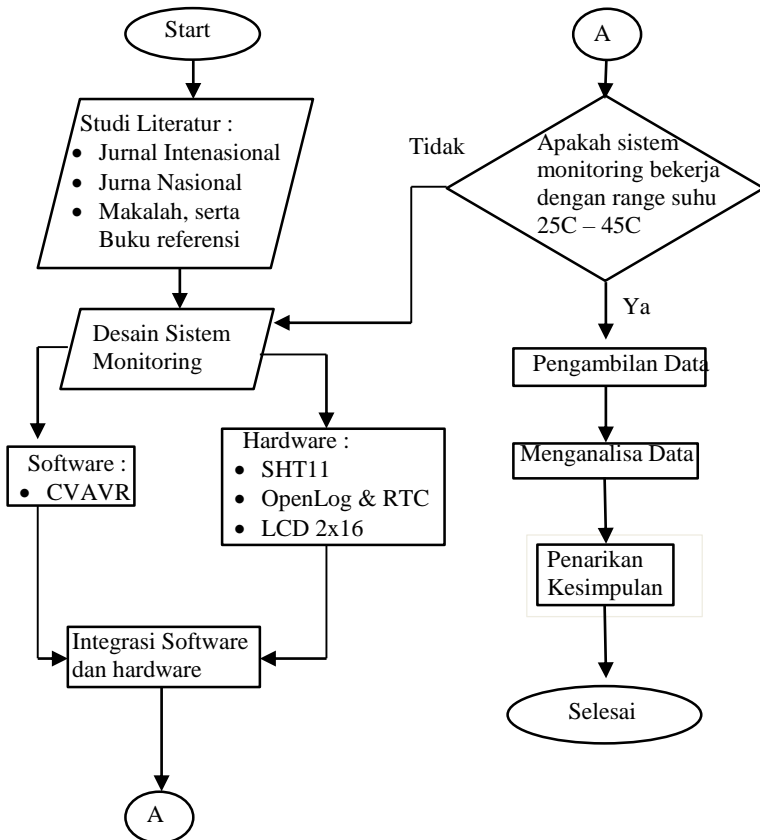 Start
Studi Literatur :
• Jurnal Intenasional
• Jurna Nasional
• Makalah, serta
Buku referensi
Desain Sistem
Monitoring
Software :
• CVAVR
Hardware :
• SHT11
• OpenLog & RTC
• LCD 2x16
Integrasi Software
dan hardware
A
A
Apakah sistem
monitoring bekerja
dengan range suhu
25C – 45C
Tidak
Ya
Pengambilan Data
Menganalisa Data
Penarikan
Kesimpulan
Selesai